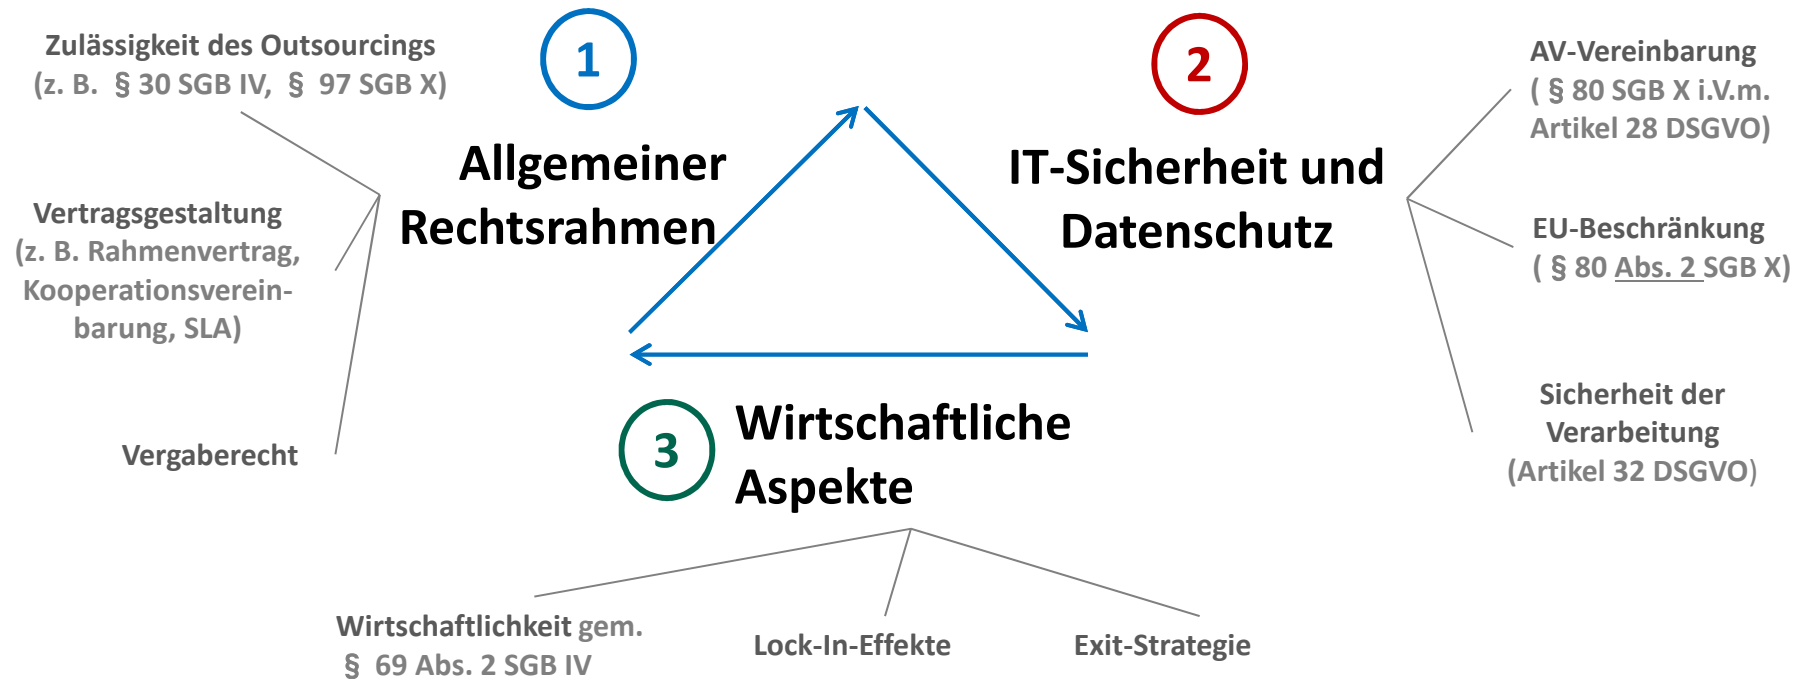 Zulässigkeit des Outsourcings
(z. B. § 30 SGB IV, § 97 SGB X)
Vertragsgestaltung
(z. B. Rahmenvertrag,
Kooperationsverein-
barung, SLA)
Vergaberecht
1
Allgemeiner
Rechtsrahmen
2
IT-Sicherheit und
Datenschutz
AV-Vereinbarung
( § 80 SGB X i.V.m.
Artikel 28 DSGVO)
EU-Beschränkung
( § 80 Abs. 2 SGB X)
Sicherheit der
Verarbeitung
(Artikel 32 DSGVO)
3
Wirtschaftliche
Aspekte
Wirtschaftlichkeit gem.
§ 69 Abs. 2 SGB IV
Lock-In-Effekte
Exit-Strategie